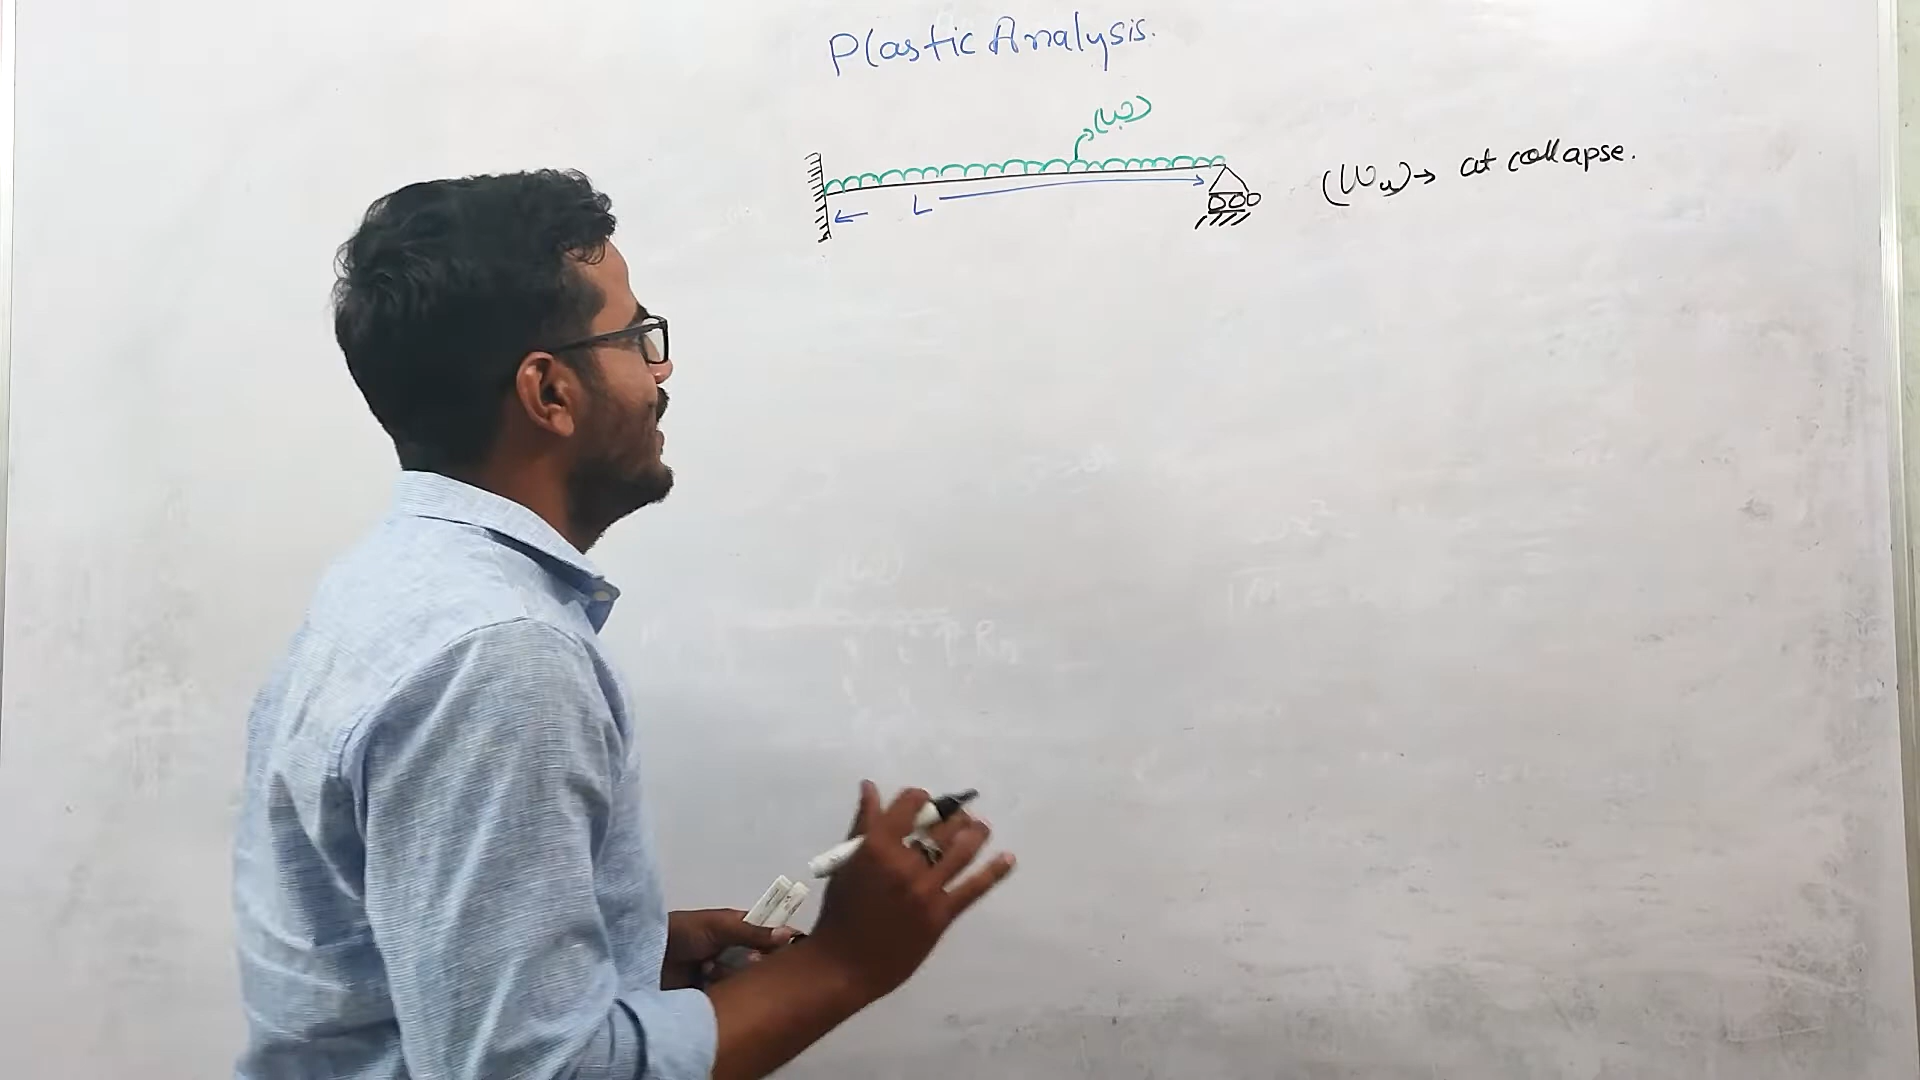 Plastic Analysis.
(W)
(Wu)→ at collapse.
L
R